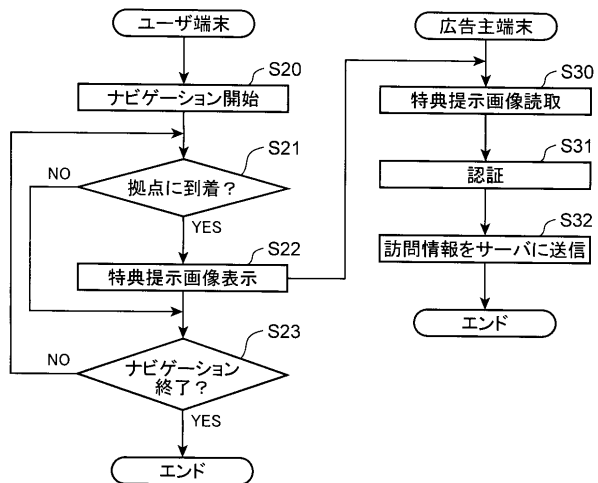 ユーザ端末
S20
ナビゲーション開始
S21
拠点に到着？
NO
YES
S22
特典提示画像表示
S23
ナビゲーション
終了？
NO
YES
エンド
広告主端末
S30
特典提示画像読取
S31
認証
S32
訪問情報をサーバに送信
エンド